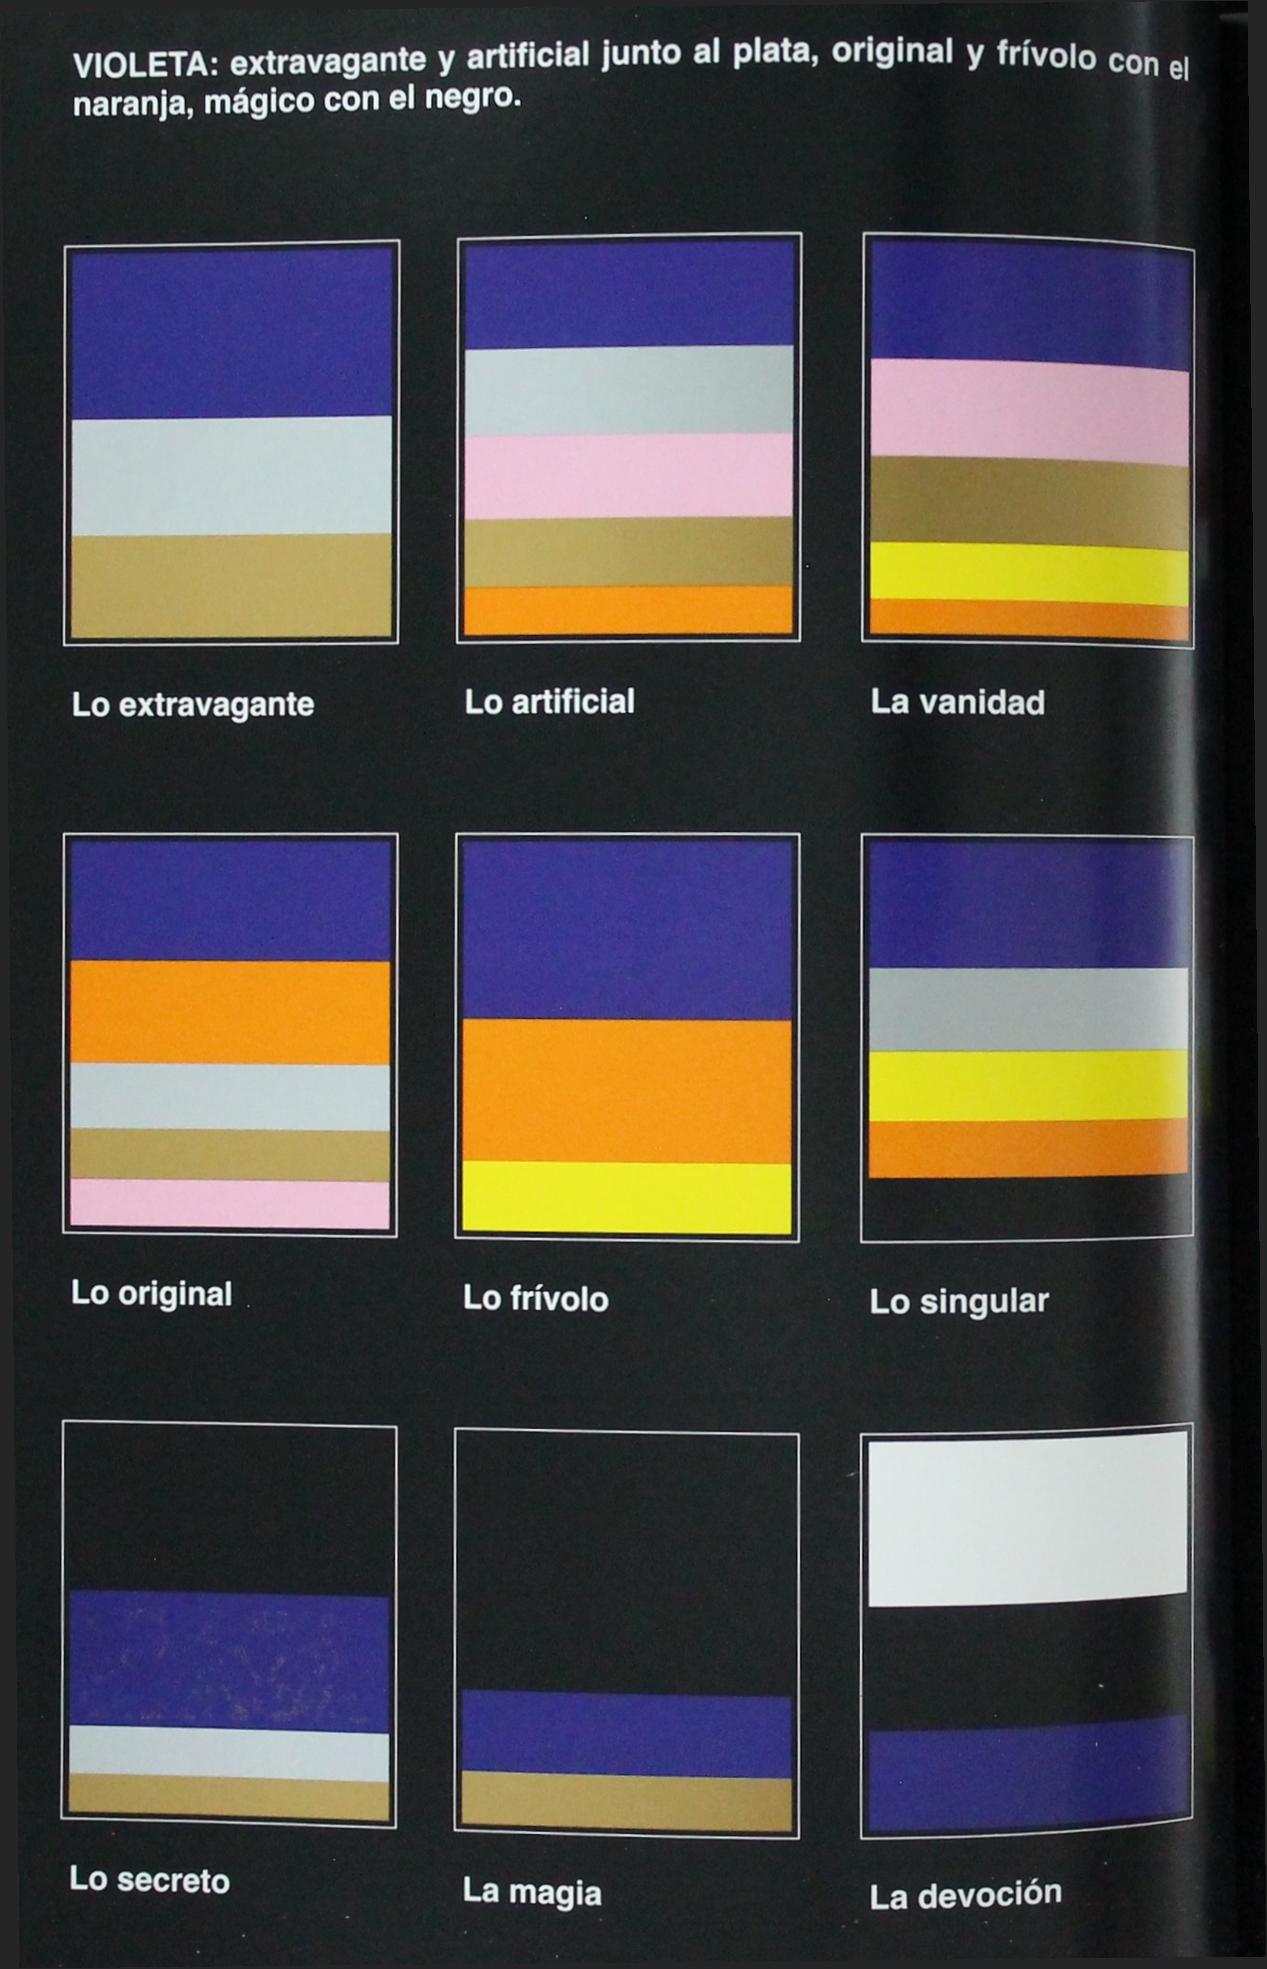 VIOLETA: extravagante y artificial junto al plata, original y frívolo con el
naranja, mágico con el negro.
Lo extravagante
Lo artificial
La vanidad
Lo original
Lo frívolo
Lo singular
Lo secreto
La magia
La devoción